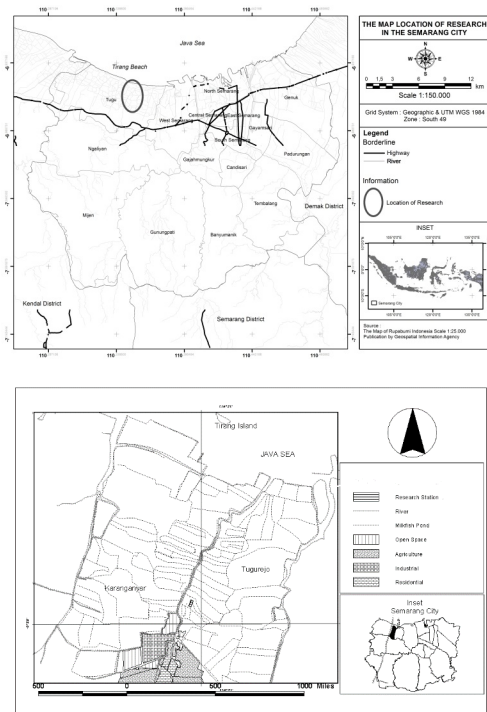 THE MAP LOCATION OF RESEARCH
IN THE SEMARANG CITY
N
W E
S
0 1,5 3 6 9 12
km
Scale 1:150.000
Grid System : Geographic & UTM WGS 1984
Zone : South 49
Legend
Borderline
Highway
River
Information
Location of Research
INSET
Semarang City
Source :
The Map of Rupabumi Indonesia Scale 1:25.000
Publication by Geospatial Information Agency
Java Sea
Tirang Beach
Tugu
North Semarang
Genuk
West Semarang
Central Semarang
East Semarang
Gayamsari
South Semarang
Ngaliyan
Gajahmungkur
Candisari
Pedurungan
Tembalang
Demak District
Mijen
Gunungpati
Banyumanik
Kendal District
Semarang District
Tirang Island
JAVA SEA
Karanganyar
Tugurejo
Research Station
River
Milkfish Pond
Open Space
Agriculture
Industrial
Residential
Inset
Semarang City
500 0 500 1000 Miles